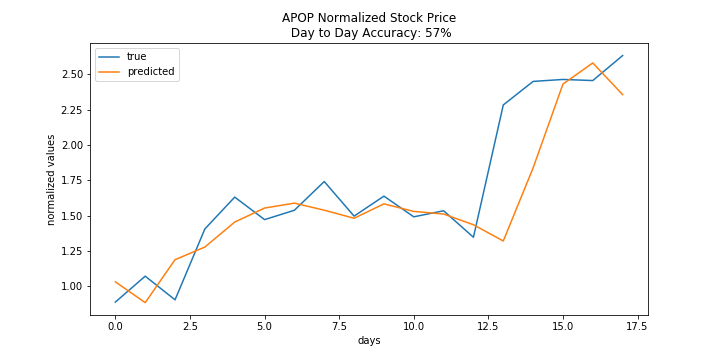 APOP Normalized Stock Price
Day to Day Accuracy: 57%
true
predicted
normalized values
2.50
2.25
2.00
1.75
1.50
1.25
1.00
0.0
2.5
5.0
7.5
10.0
12.5
15.0
17.5
days